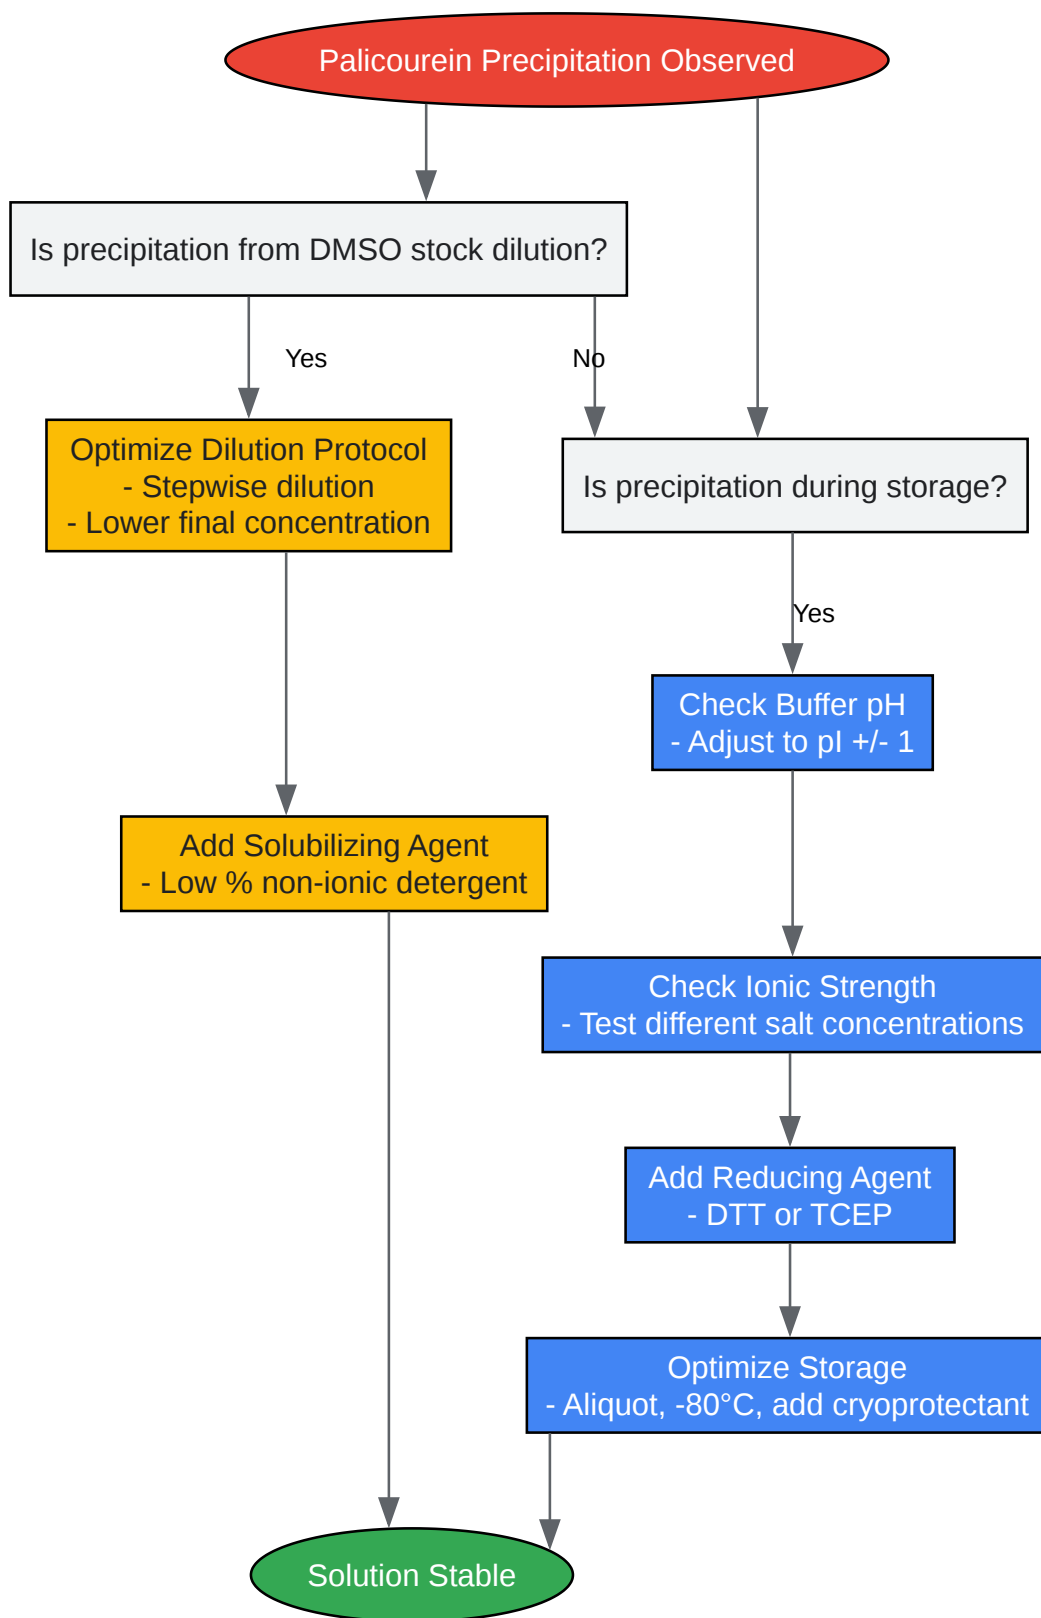 Palicourein Precipitation Observed
Is precipitation from DMSO stock dilution?
Yes
No
Optimize Dilution Protocol
- Stepwise dilution
- Lower final concentration
Is precipitation during storage?
Yes
Check Buffer pH
- Adjust to pI +/- 1
Add Solubilizing Agent
- Low % non-ionic detergent
Check Ionic Strength
- Test different salt concentrations
Add Reducing Agent
- DTT or TCEP
Optimize Storage
- Aliquot, -80°C, add cryoprotectant
Solution Stable